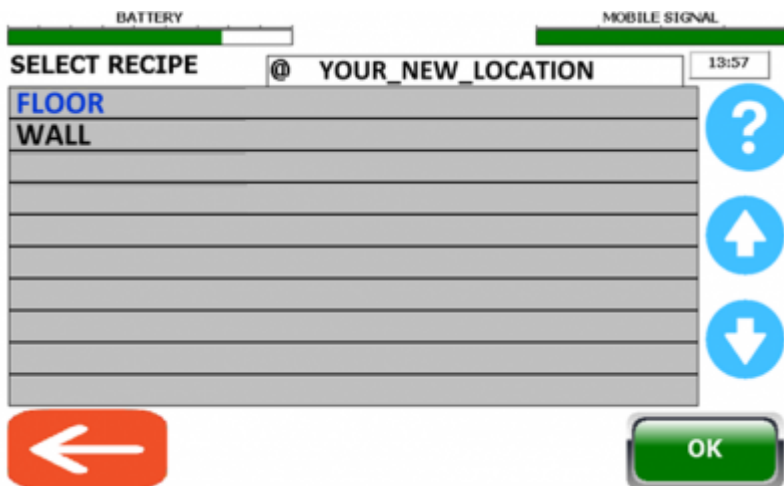 BATTERY
MOBILE SIGNAL
SELECT RECIPE
@ YOUR_NEW_LOCATION
13:57
FLOOR
?
WALL
OK